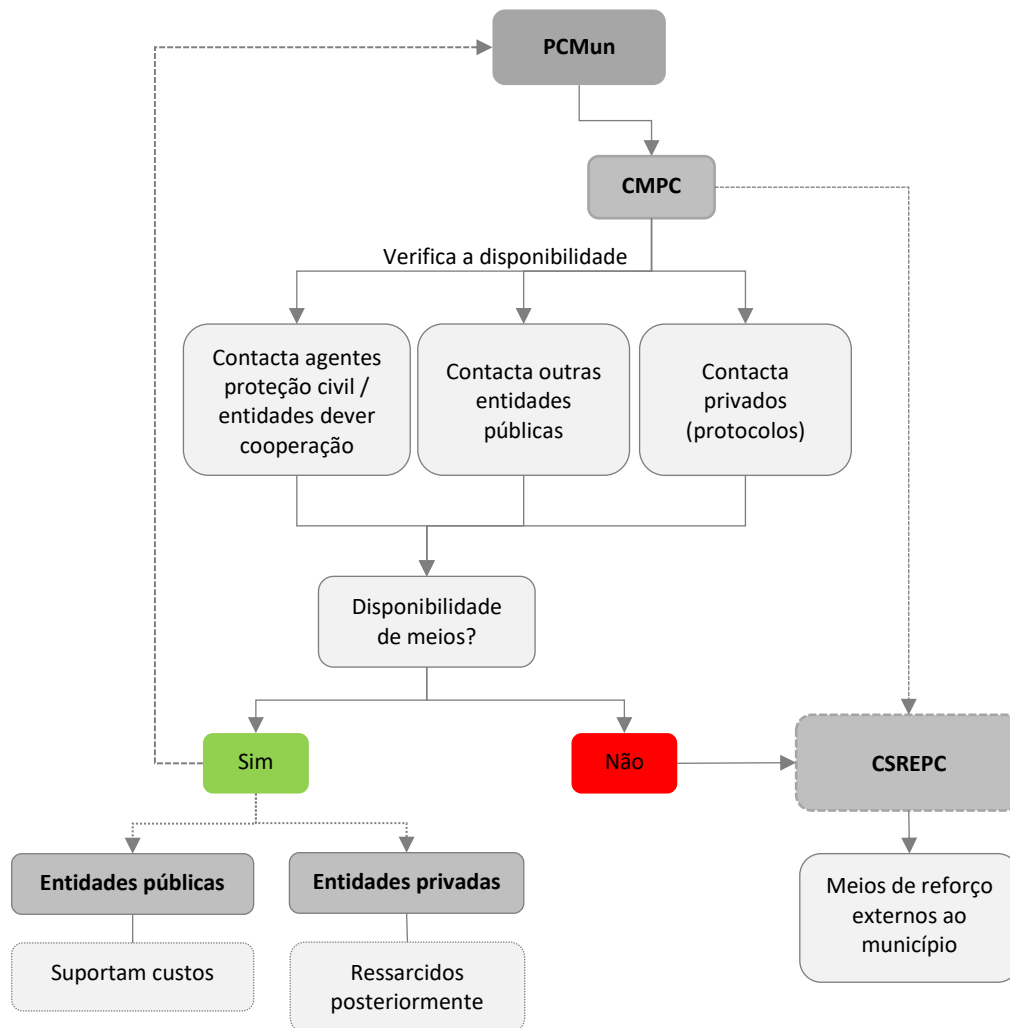 PCMun
CMPC
Verifica a disponibilidade
Contacta agentes
proteção civil /
entidades dever
cooperação
Contacta outras
entidades
públicas
Contacta
privados
(protocolos)
Disponibilidade
de meios?
Sim
Não
CSREPC
Entidades públicas
Entidades privadas
Suportam custos
Ressarcidos
posteriormente
Meios de reforço
externos ao
município